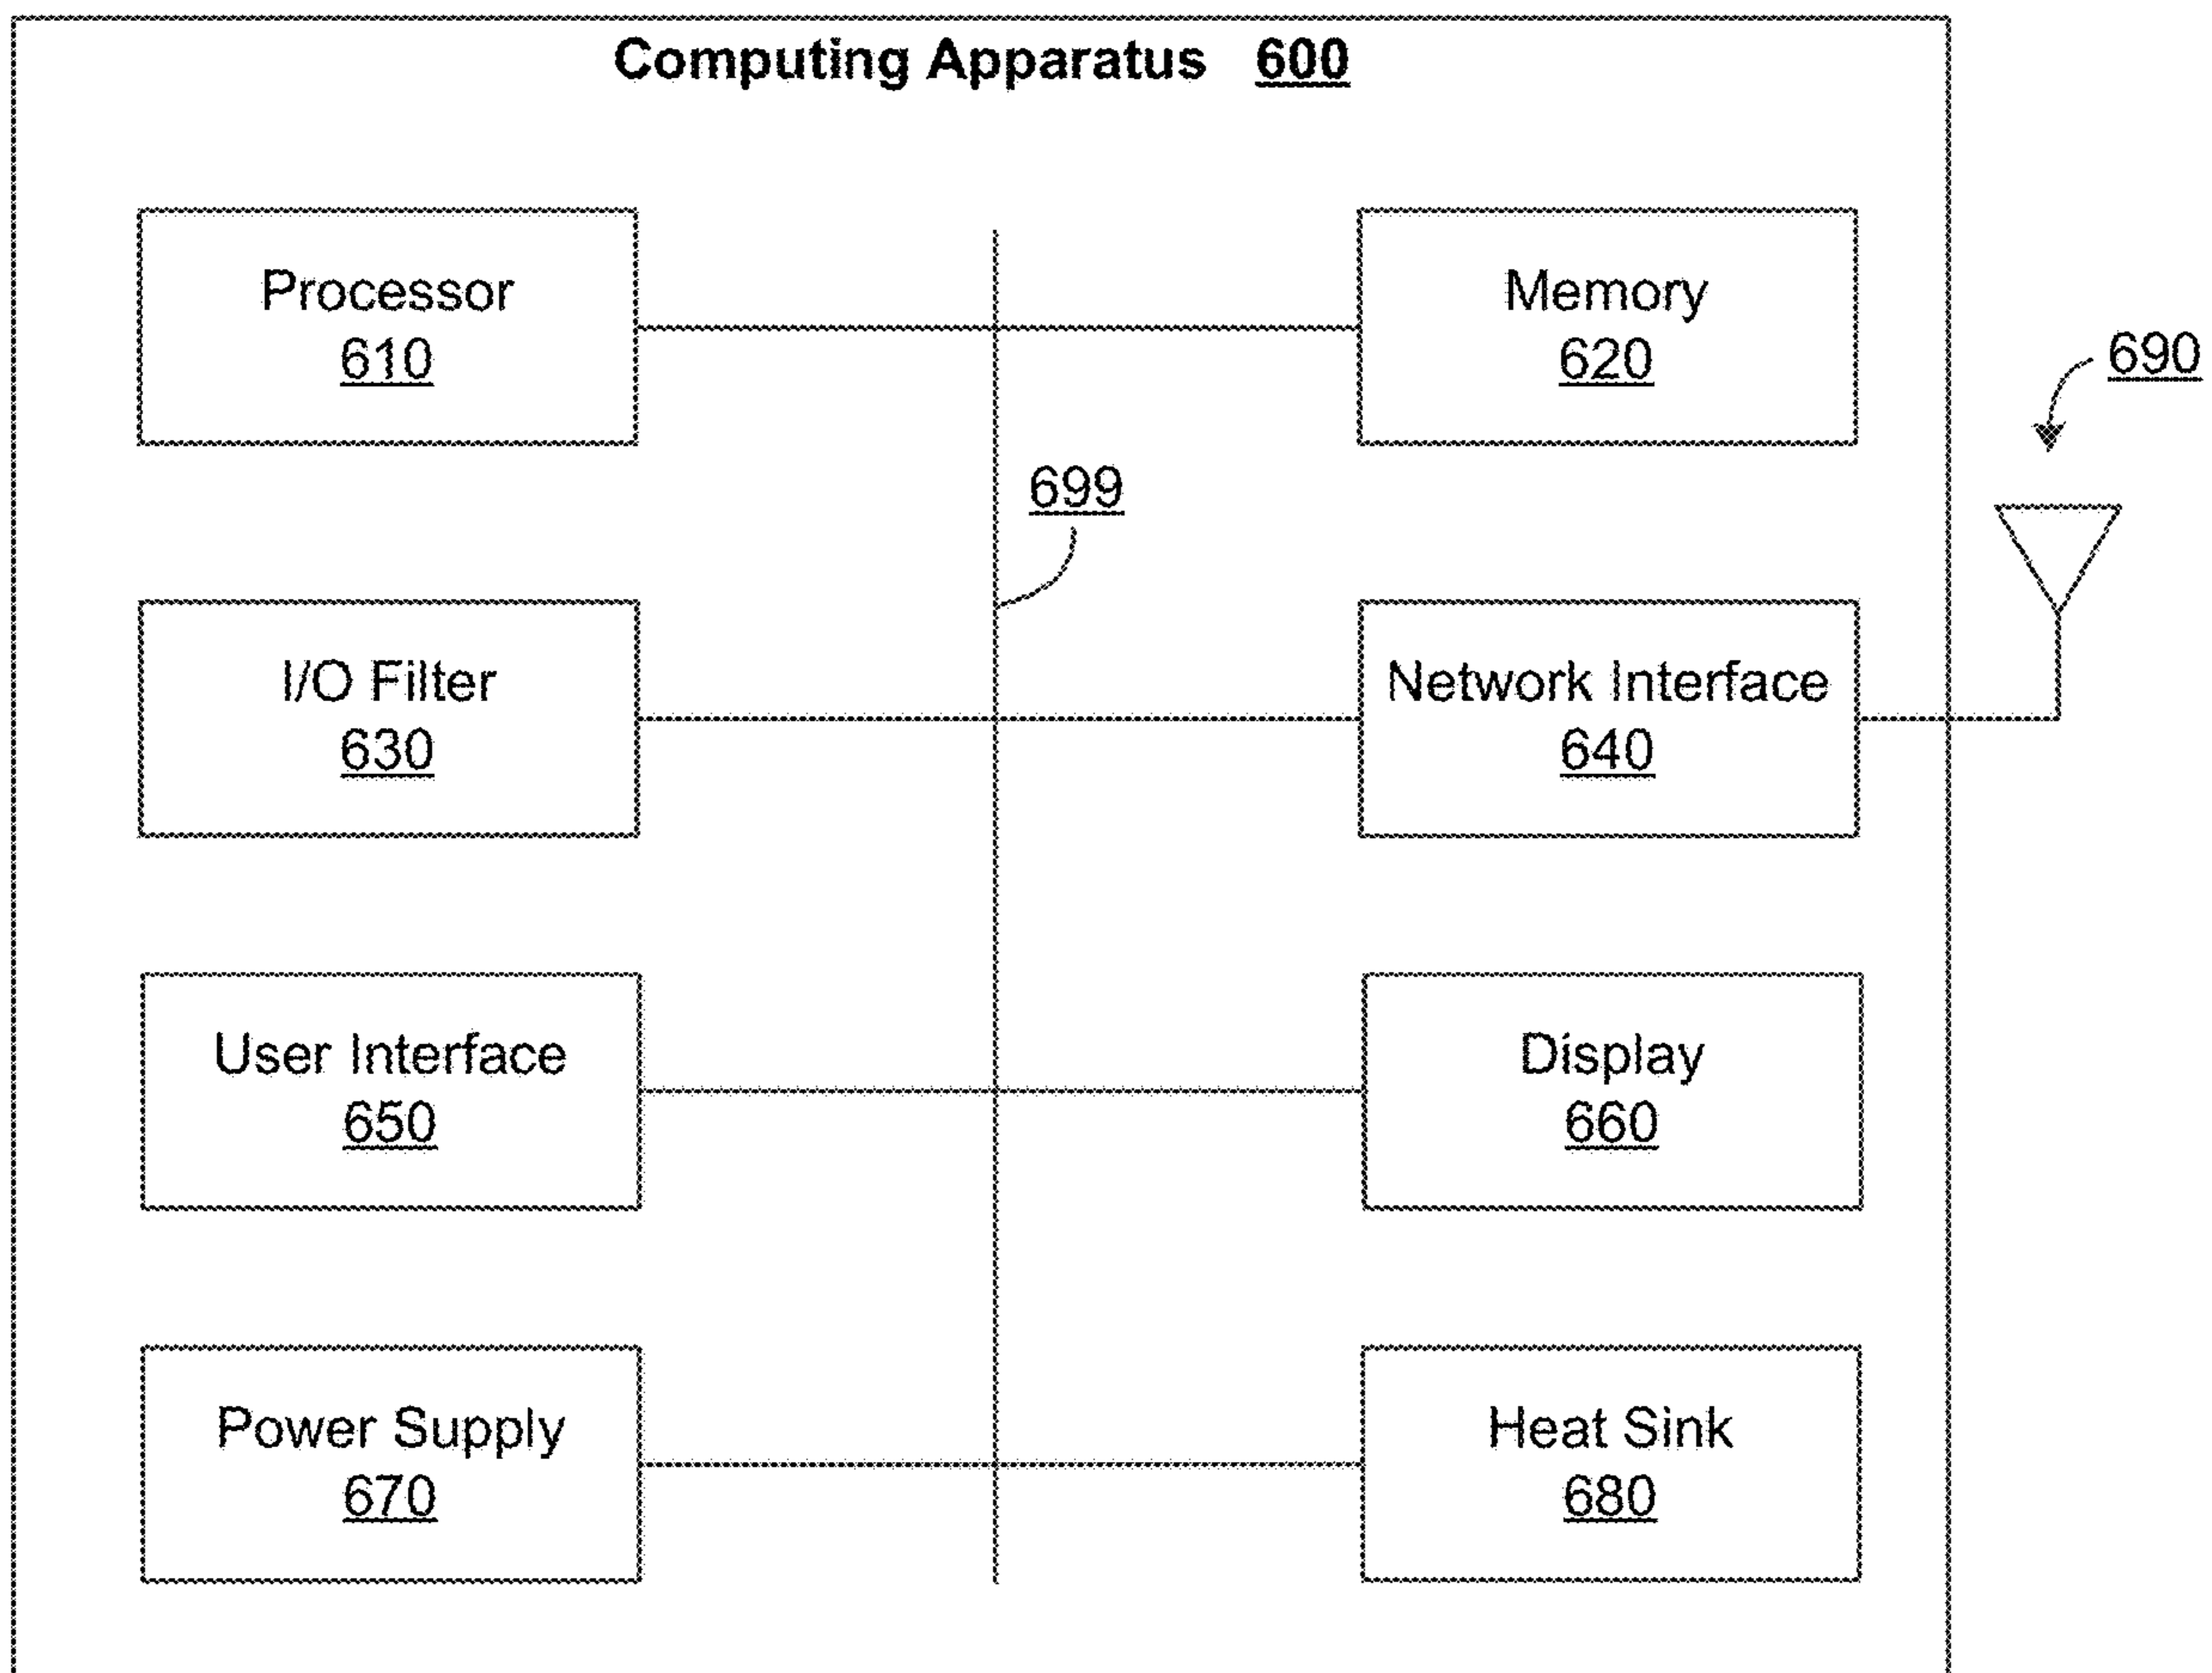 Computing Apparatus 600
Processor
610
Memory
620
690
699
I/O Filter
630
Network Interface
640
User Interface
650
Display
660
Power Supply
670
Heat Sink
680